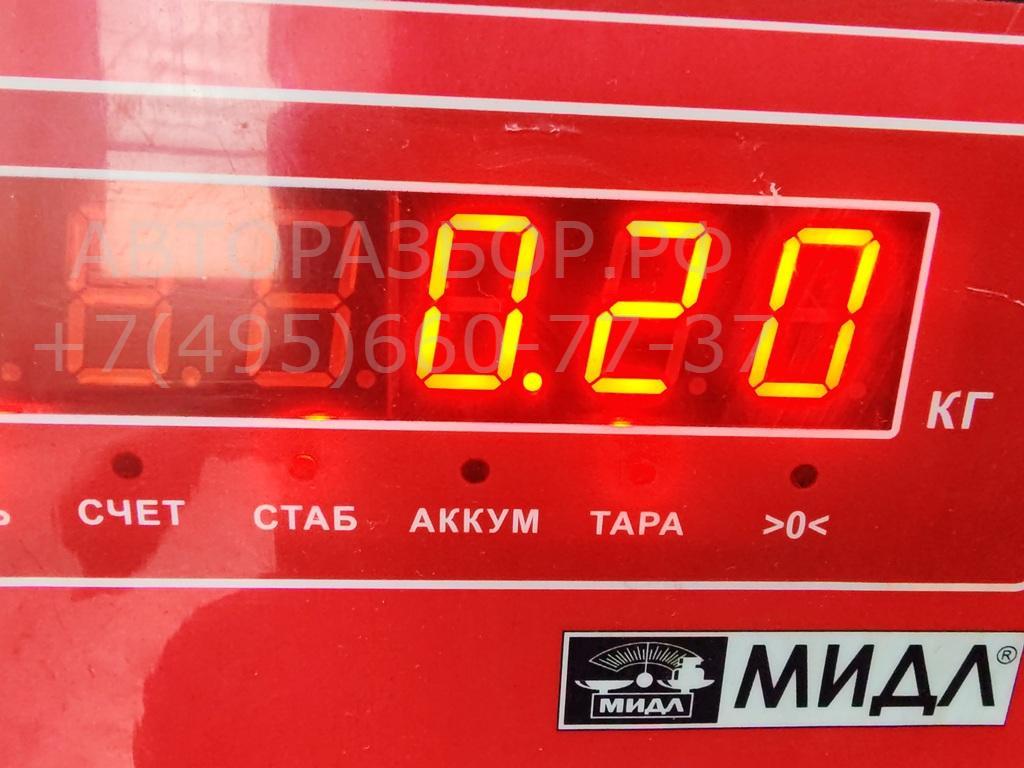 АВТОРАЗБОР.РФ
+7(495)660-77-37
0.20
КГ
СЧЕТ СТАБ АККУМ ТАРА >0<
МИДЛ МИДЛ®